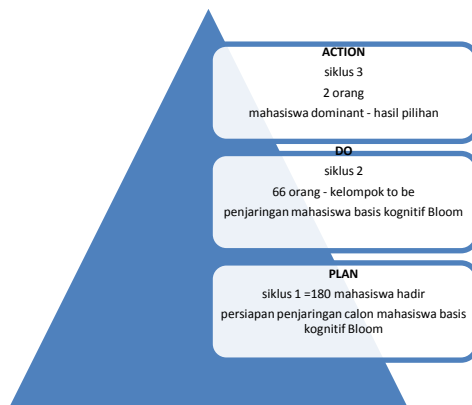 ACTION
siklus 3
2 orang
mahasiswa dominant - hasil pilihan
DO
siklus 2
66 orang - kelompok to be
penjaringan mahasiswa basis kognitif Bloom
PLAN
siklus 1 =180 mahasiswa hadir
persiapan penjaringan calon mahasiswa basis
kognitif Bloom